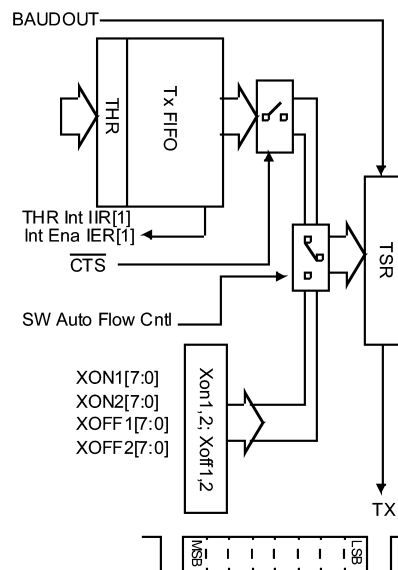 BAUDOUT
THR
Tx FIFO
THR Int IIR[1]
Int Ena IER[1]
CTS
TSR
SW Auto Flow Cntl
XON1[7:0]
XON2[7:0]
XOFF1[7:0]
XOFF2[7:0]
Xon1,2; Xoff1,2
TX
MSB
LSB